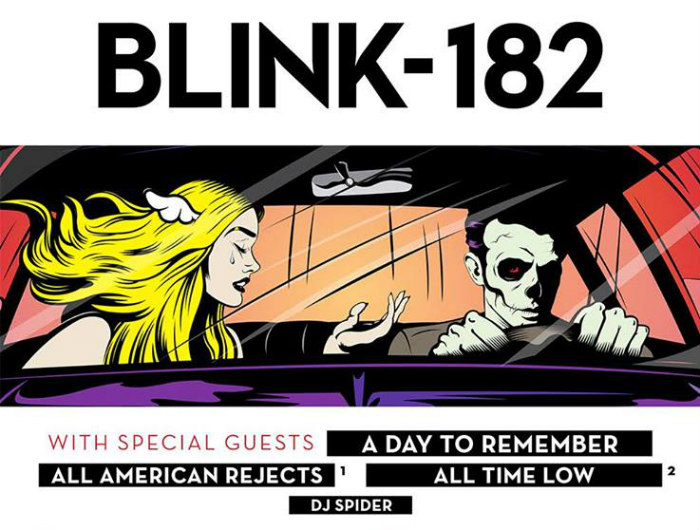 BLINK-182
WITH SPECIAL GUESTS A DAY TO REMEMBER
ALL AMERICAN REJECTS 1 ALL TIME LOW 2
DJ SPIDER